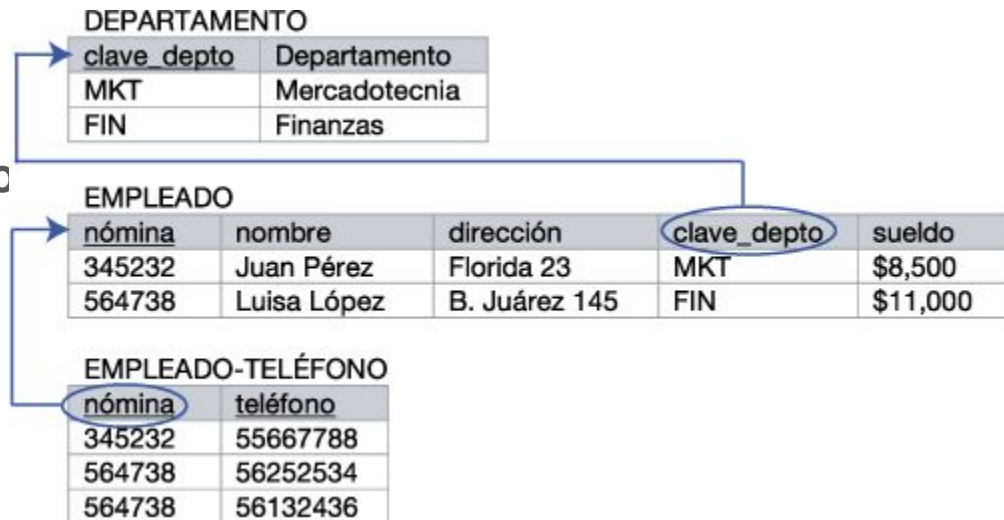 DEPARTAMENTO
clave_depto Departamento
MKT Mercadotecnia
FIN Finanzas
EMPLEADO
nómina nombre dirección clave_depto sueldo
345232 Juan Pérez Florida 23 MKT $8,500
564738 Luisa López B. Juárez 145 FIN $11,000
EMPLEADO-TELÉFONO
nómina teléfono
345232 55667788
564738 56252534
564738 56132436